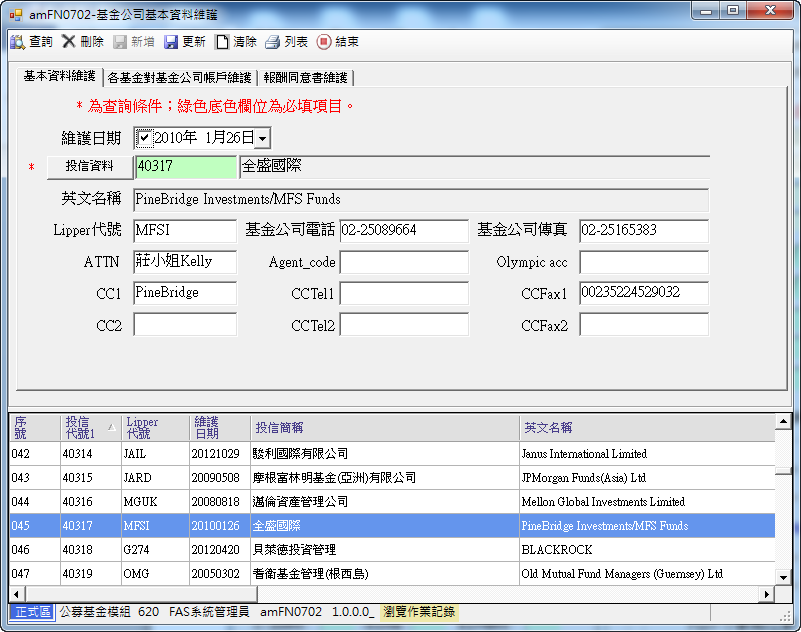 amFN0702-基金公司基本資料維護
查詢 刪除 新增 更新 清除 列表 結束
基本資料維護 各基金對基金公司帳戶維護 報酬同意書維護
* 為查詢條件；綠色底色欄位為必填項目。
維護日期 2010年 1月26日
* 投信資料 40317 全盛國際
英文名稱 PineBridge Investments/MFS Funds
Lipper代號 MFSI 基金公司電話 02-25089664 基金公司傳真 02-25165383
ATTN 莊小姐Kelly Agent_code Olympic acc
CC1 PineBridge CCTel1 CCFax1 00235224529032
CC2 CCTel2 CCFax2
序號 投信代號1 Lipper代號 維護日期 投信簡稱 英文名稱
042 40314 JAIL 20121029 駿利國際有限公司 Janus International Limited
043 40315 JARD 20090508 摩根富林明基金(亞洲)有限公司 JPMorgan Funds(Asia) Ltd
044 40316 MGUK 20080818 邁倫資產管理公司 Mellon Global Investments Limited
045 40317 MFSI 20100126 全盛國際 PineBridge Investments/MFS Funds
046 40318 G274 20120420 貝萊德投資管理 BLACKROCK
047 40319 OMG 20050302 耆衛基金管理(根西島) Old Mutual Fund Managers (Guernsey) Ltd
正式區 公募基金模組 620 FAS系統管理員 amFN0702 1.0.0.0_ 瀏覽作業記錄